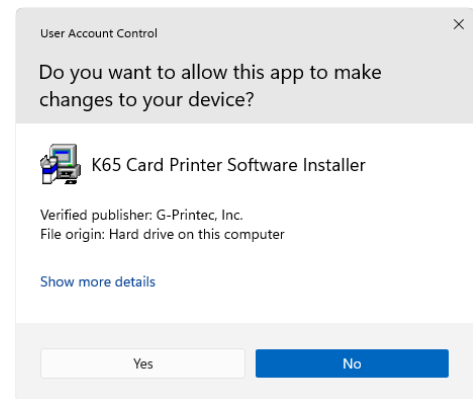 User Account Control
Do you want to allow this app to make
changes to your device?
K65 Card Printer Software Installer
Verified publisher: G-Printec, Inc.
File origin: Hard drive on this computer
Show more details
Yes
No